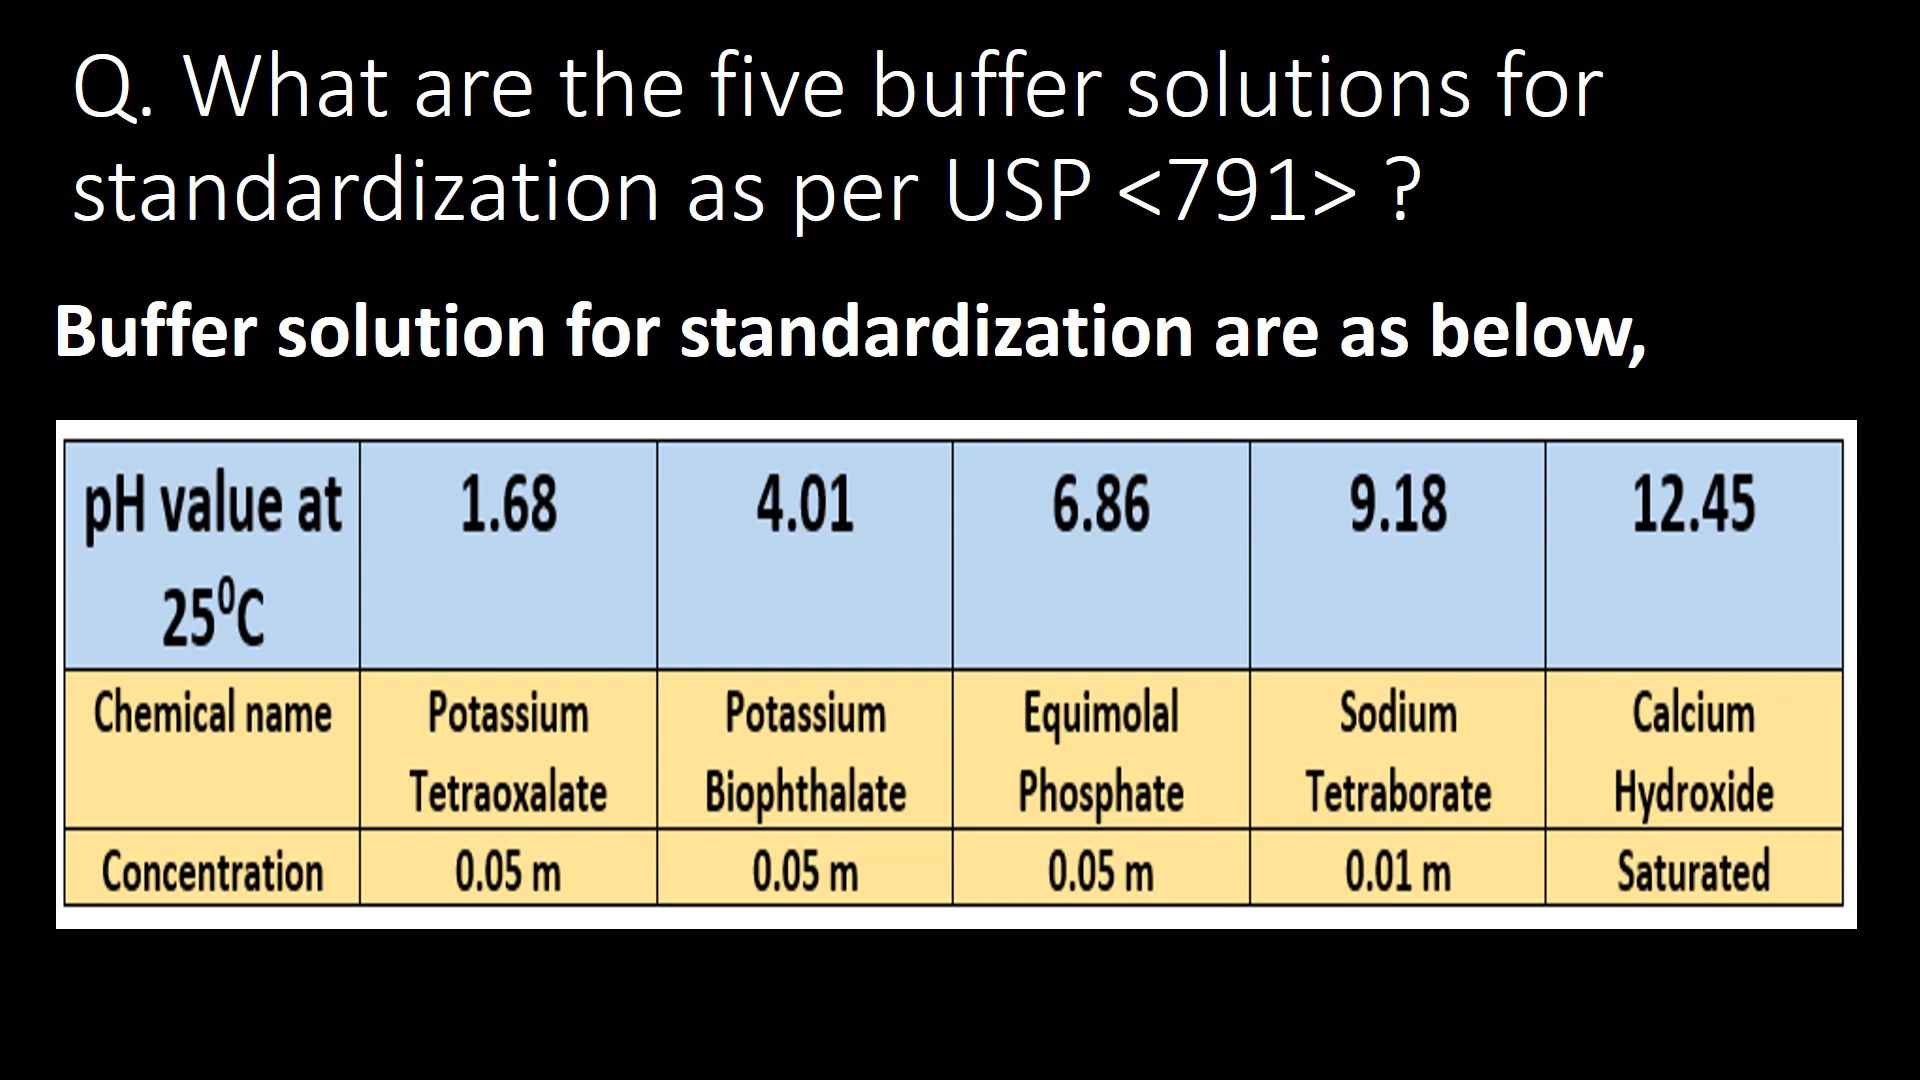 Q. What are the five buffer solutions for
standardization as per USP <791> ?
Buffer solution for standardization are as below,
pH value at 25⁰C 1.68 4.01 6.86 9.18 12.45
Chemical name Potassium Tetraoxalate Potassium Biophthalate Equimolal Phosphate Sodium Tetraborate Calcium Hydroxide
Concentration 0.05 m 0.05 m 0.05 m 0.01 m Saturated